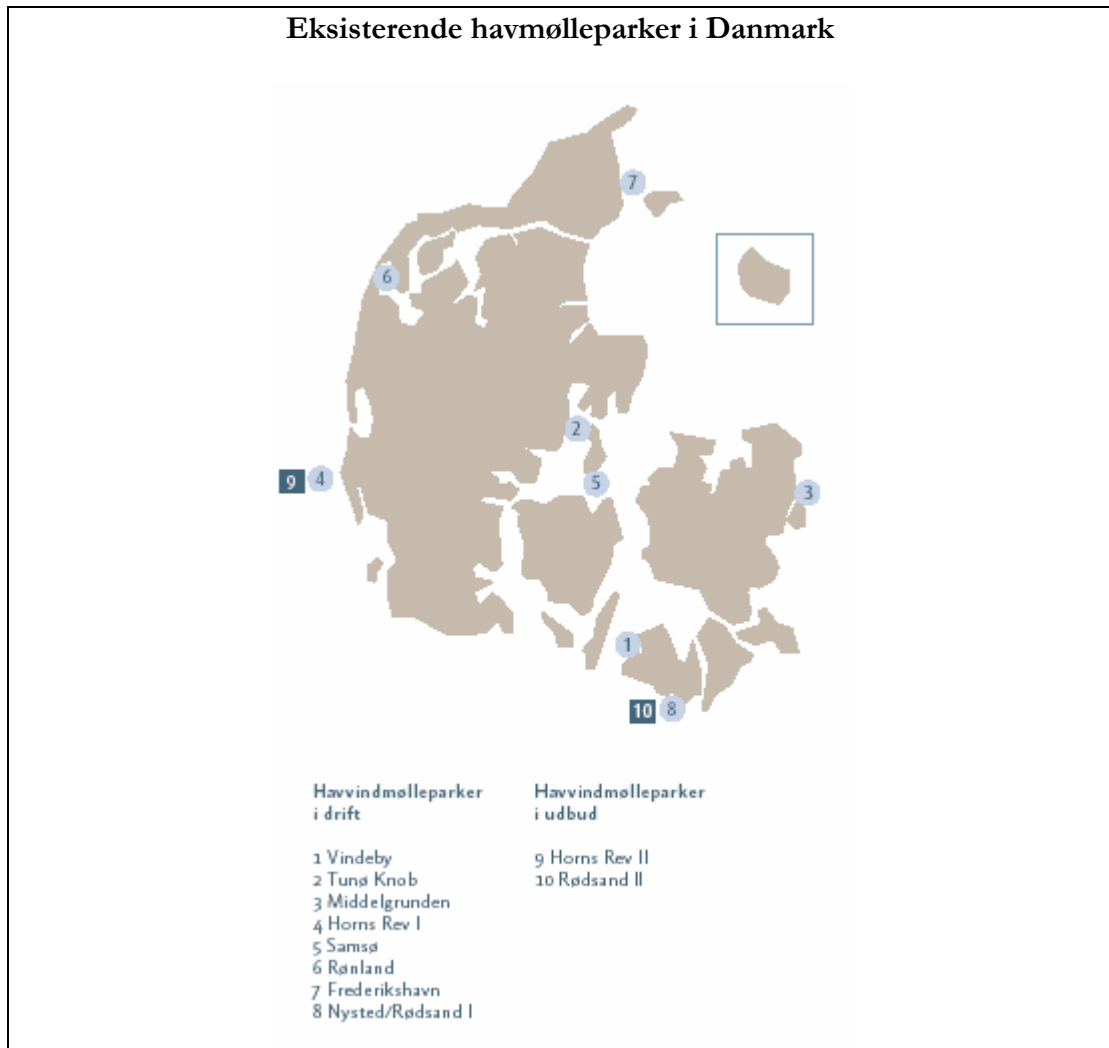 Eksisterende havmølleparker i Danmark
7
6
2
9 4
5
3
1
10 8
Havvindmølleparker
i drift
1 Vindeby
2 Tunø Knob
3 Middelgrunden
4 Horns Rev I
5 Samsø
6 Rønland
7 Frederikshavn
8 Nysted/Rødsand I
Havvindmølleparker
i udbud
9 Horns Rev II
10 Rødsand II